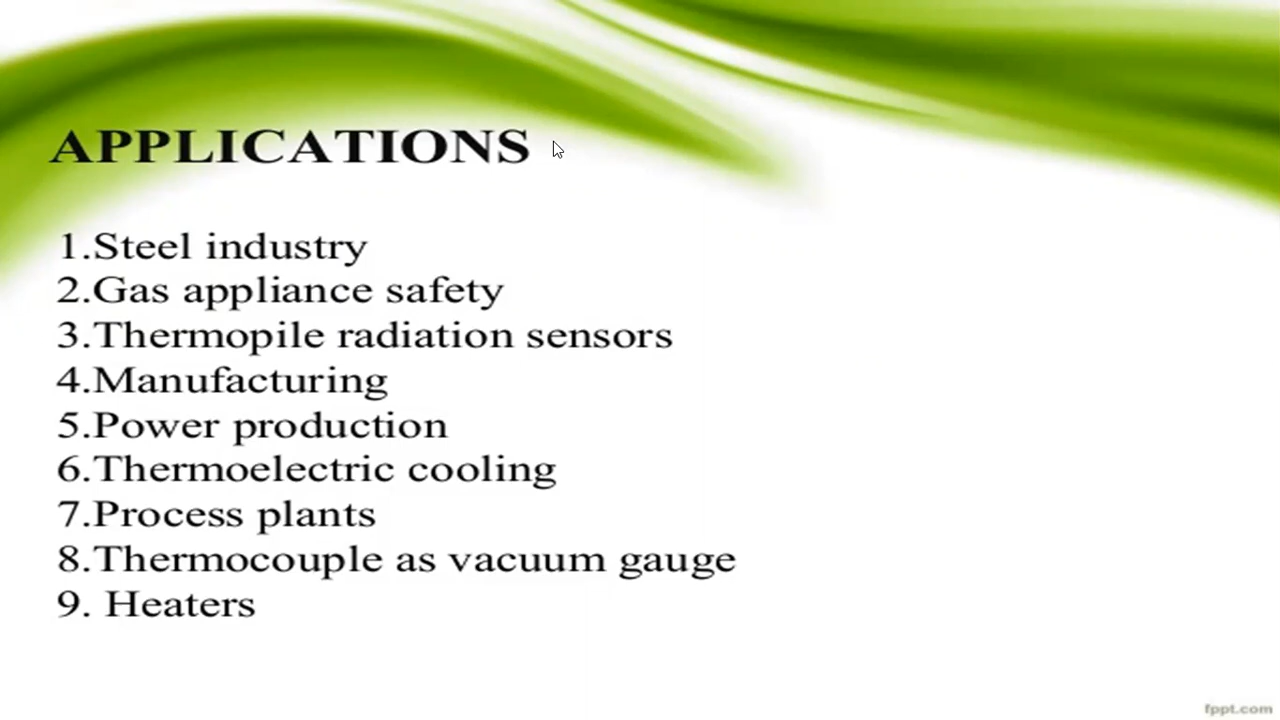 APPLICATIONS
1.Steel industry
2.Gas appliance safety
3.Thermopile radiation sensors
4.Manufacturing
5.Power production
6.Thermoelectric cooling
7.Process plants
8.Thermocouple as vacuum gauge
9. Heaters
fppt.com